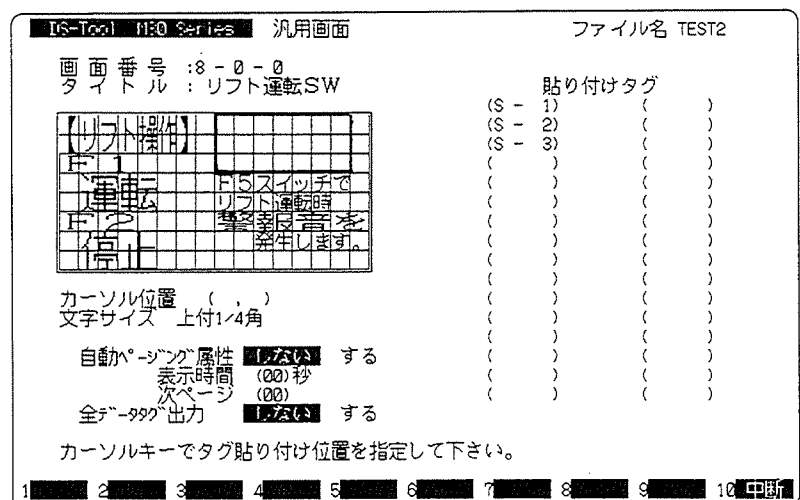 DS-Tool M80 Series 汎用画面 ファイル名 TEST2
画面番号 :8-0-0
タイトル :リフト運転SW
貼り付けタグ
(S - 1) ( )
(S - 2) ( )
(S - 3) ( )
( ) ( )
( ) ( )
( ) ( )
( ) ( )
( ) ( )
( ) ( )
( ) ( )
( ) ( )
( ) ( )
( ) ( )
( ) ( )
( ) ( )
( ) ( )
【リフト操作】
F1
運転
F2
停止
F5スイッチで
リフト運転時
警報音を
発生します。
カーソル位置 ( , )
文字サイズ 上付1/4角
自動ページング属性 しない する
表示時間 (00)秒
次ページ (00)
全データタグ出力 しない する
カーソルキーでタグ貼り付け位置を指定して下さい。
1 2 3 4 5 6 7 8 9 10 中断